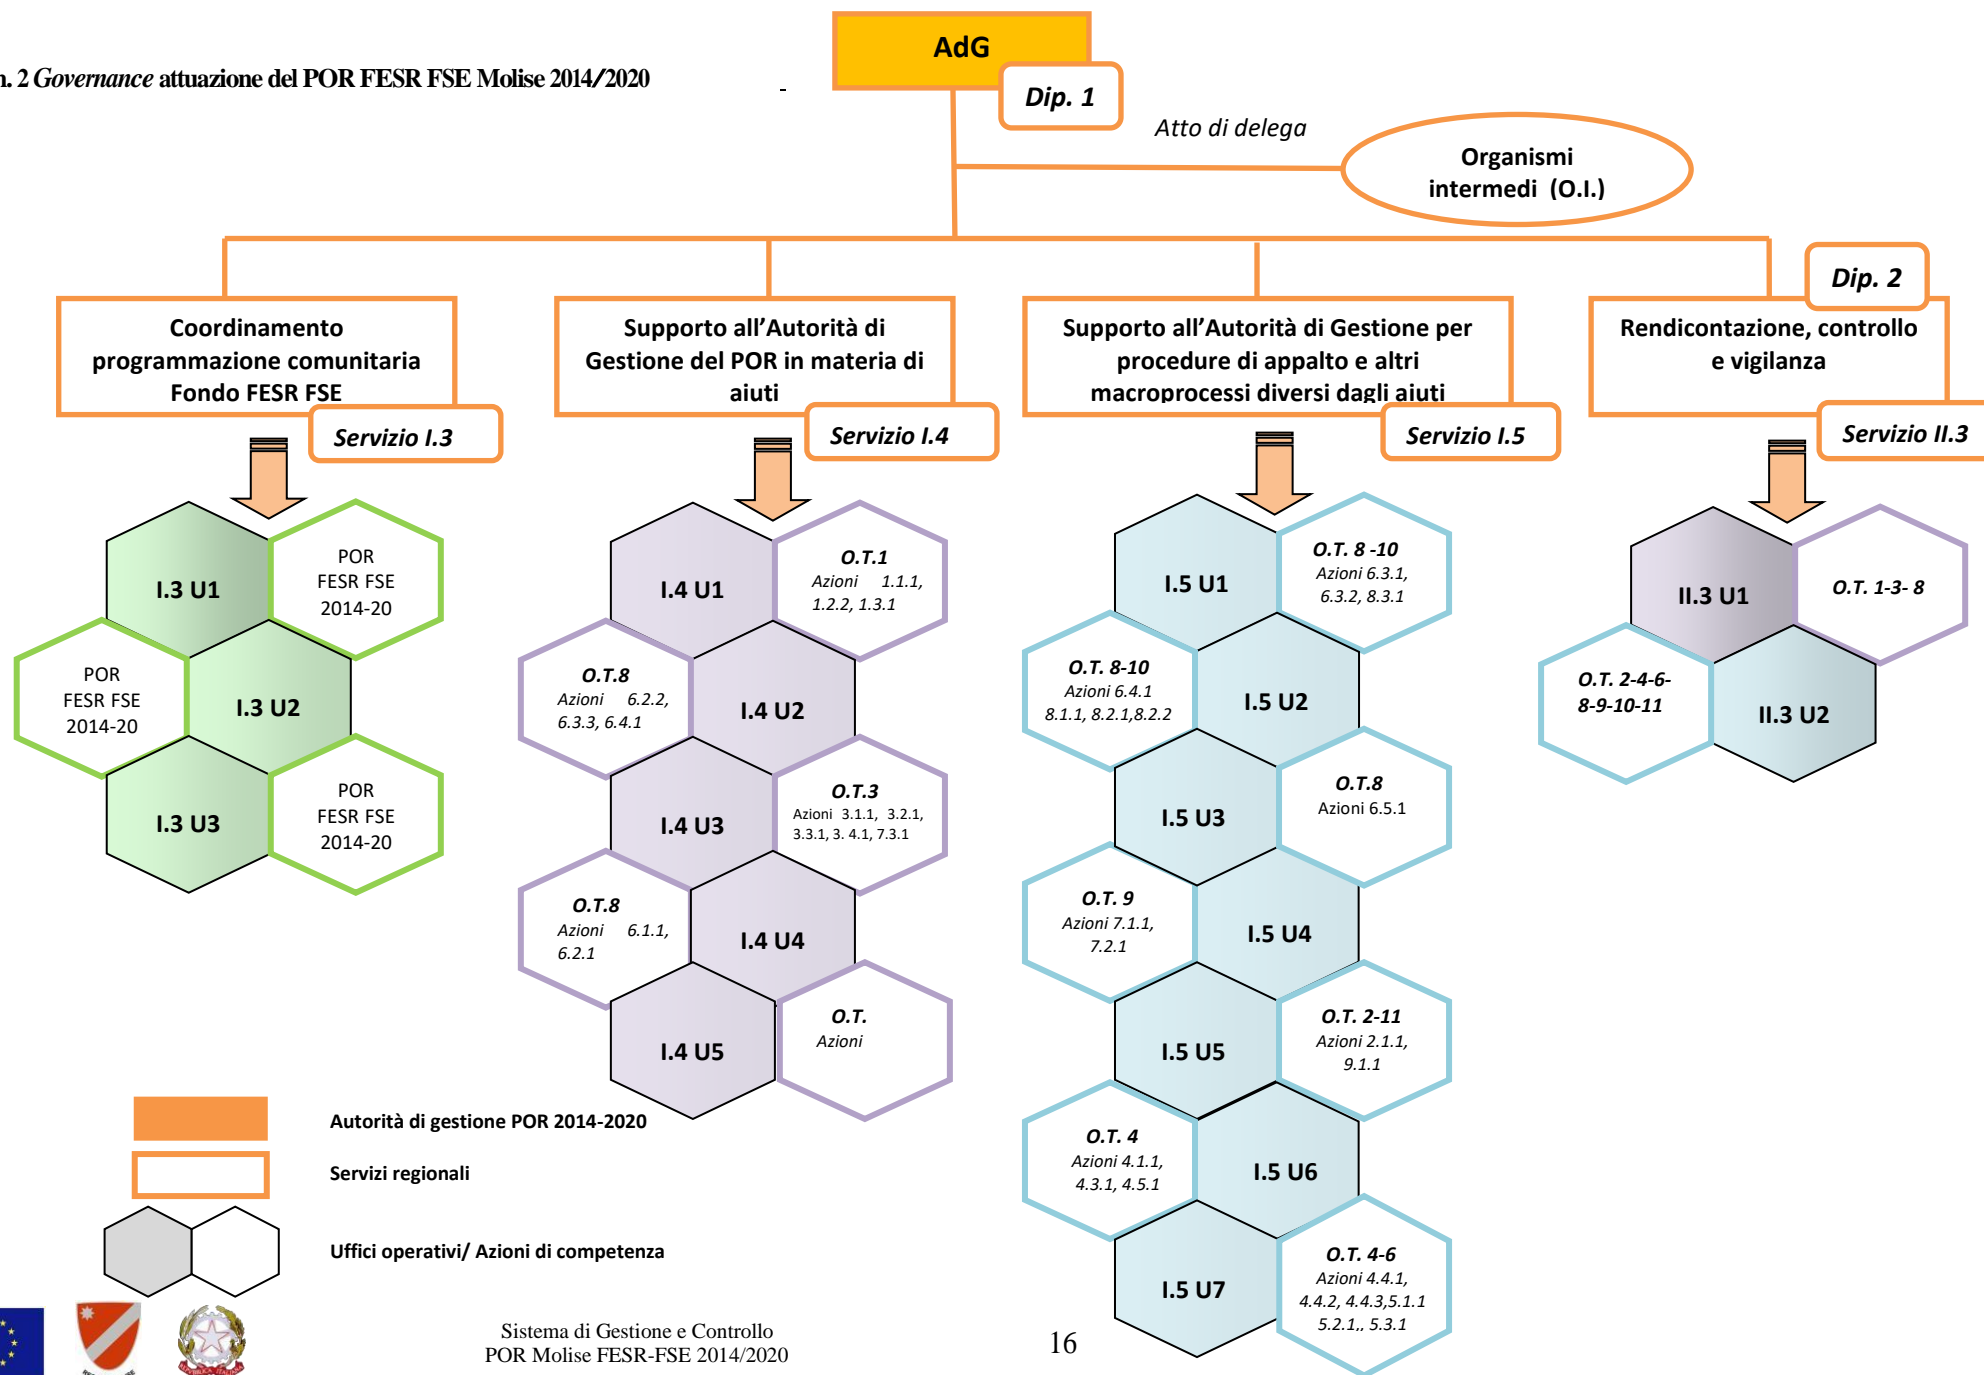 n. 2 Governance attuazione del POR FESR FSE Molise 2014/2020
AdG
Dip. 1
Atto di delega
Organismi
intermedi (O.I.)
Dip. 2
Coordinamento
programmazione comunitaria
Fondo FESR FSE
Servizio I.3
Supporto all’Autorità di
Gestione del POR in materia di
aiuti
Servizio I.4
Supporto all’Autorità di Gestione per
procedure di appalto e altri
macroprocessi diversi dagli aiuti
Servizio I.5
Rendicontazione, controllo
e vigilanza
Servizio II.3
I.3 U1
POR
FESR FSE
2014-20
POR
FESR FSE
2014-20
I.3 U2
I.3 U3
POR
FESR FSE
2014-20
I.4 U1
O.T.1
Azioni 1.1.1,
1.2.2, 1.3.1
O.T.8
Azioni 6.2.2,
6.3.3, 6.4.1
I.4 U2
I.4 U3
O.T.3
Azioni 3.1.1, 3.2.1,
3.3.1, 3. 4.1, 7.3.1
O.T.8
Azioni 6.1.1,
6.2.1
I.4 U4
I.4 U5
O.T.
Azioni
I.5 U1
O.T. 8 -10
Azioni 6.3.1,
6.3.2, 8.3.1
O.T. 8-10
Azioni 6.4.1
8.1.1, 8.2.1,8.2.2
I.5 U2
I.5 U3
O.T.8
Azioni 6.5.1
O.T. 9
Azioni 7.1.1,
7.2.1
I.5 U4
I.5 U5
O.T. 2-11
Azioni 2.1.1,
9.1.1
O.T. 4
Azioni 4.1.1,
4.3.1, 4.5.1
I.5 U6
I.5 U7
O.T. 4-6
Azioni 4.4.1,
4.4.2, 4.4.3,5.1.1
5.2.1,, 5.3.1
II.3 U1
O.T. 1-3- 8
O.T. 2-4-6-
8-9-10-11
II.3 U2
Autorità di gestione POR 2014-2020
Servizi regionali
Uffici operativi/ Azioni di competenza
Sistema di Gestione e Controllo
POR Molise FESR-FSE 2014/2020
16